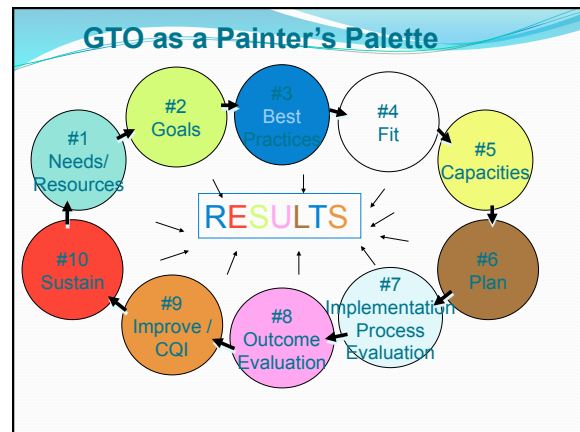 GTO as a Painter's Palette
#1
Needs/
Resources
#2
Goals
#3
Best
Practices
#4
Fit
#5
Capacities
#6
Plan
#7
Implementation
Process
Evaluation
#8
Outcome
Evaluation
#9
Improve /
CQI
#10
Sustain
RESULTS